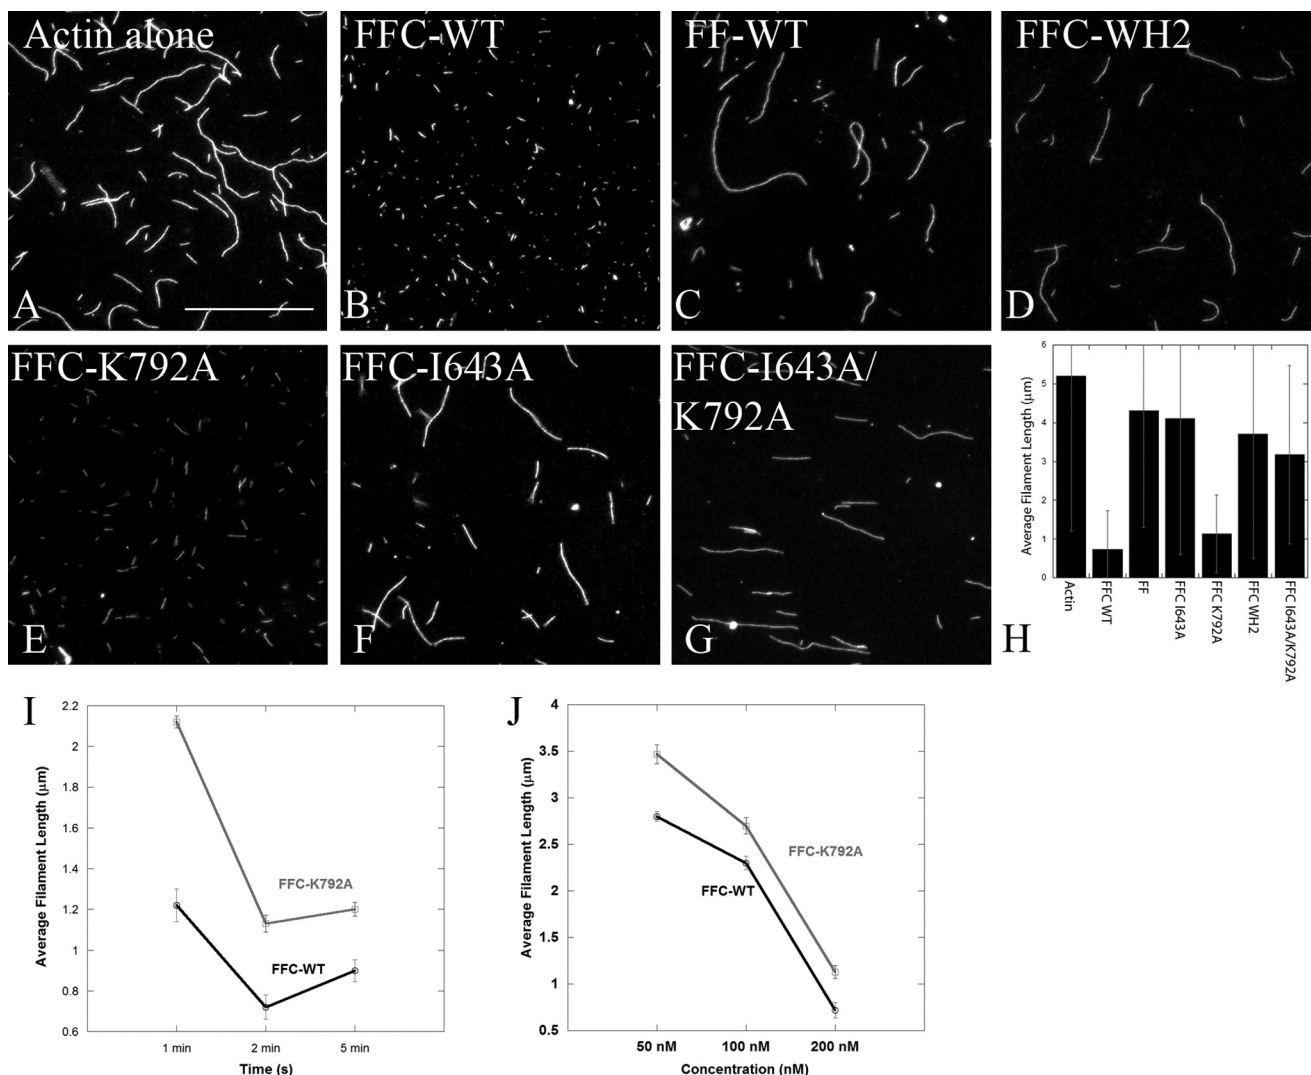 Actin alone
A
FFC-WT
B
FF-WT
C
FFC-WH2
D
FFC-K792A
E
FFC-I643A
F
FFC-I643A/
K792A
G
H
Average Filament Length (μm)
6
5
4
3
2
1
0
Actin
FFC WT
FF
FFC I643A
FFC K792A
FFC WH2
FFC I643A/K792A
I
Average Filament Length (μm)
2.2
2
1.8
1.6
1.4
1.2
1
0.8
0.6
FFC-K792A
FFC-WT
1 min
2 min
5 min
Time (s)
J
Average Filament Length (μm)
4
3.5
3
2.5
2
1.5
1
0.5
FFC-K792A
FFC-WT
50 nM
100 nM
200 nM
Concentration (nM)